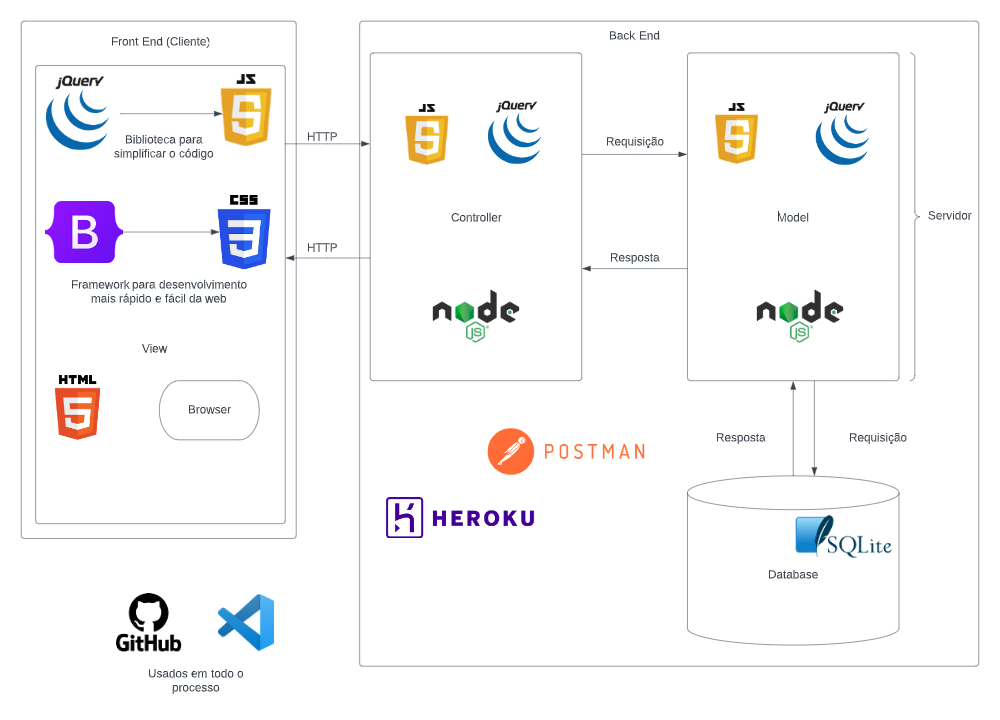 Front End (Cliente)
jQuery
JS
Biblioteca para
simplificar o código
B
CSS
3
Framework para desenvolvimento
mais rápido e fácil da web
View
HTML
5
Browser
HTTP
HTTP
Back End
JS
jQuery
Controller
node
JS
Requisição
Resposta
JS
jQuery
Model
node
JS
Servidor
Resposta
Requisição
POSTMAN
HEROKU
SQLite
Database
GitHub
Usados em todo o
processo